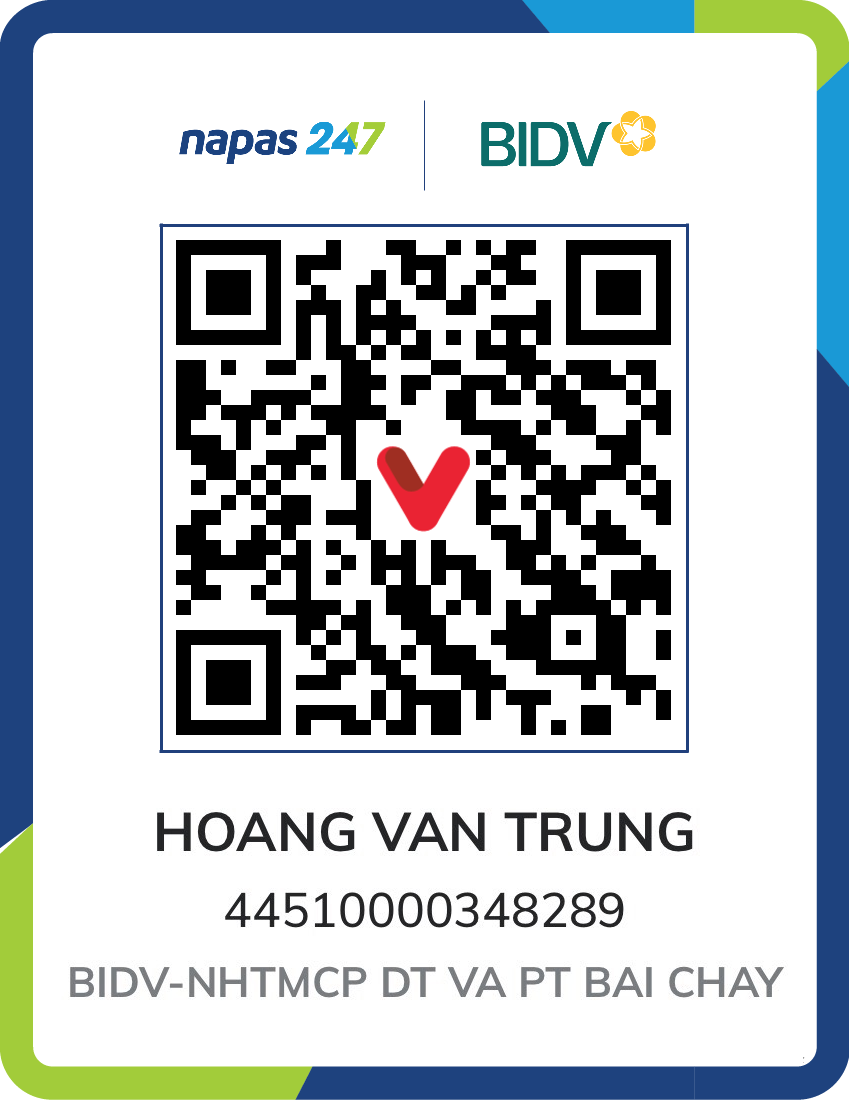 napas 247 BIDV
HOANG VAN TRUNG
44510000348289
BIDV-NHTMCP DT VA PT BAI CHAY